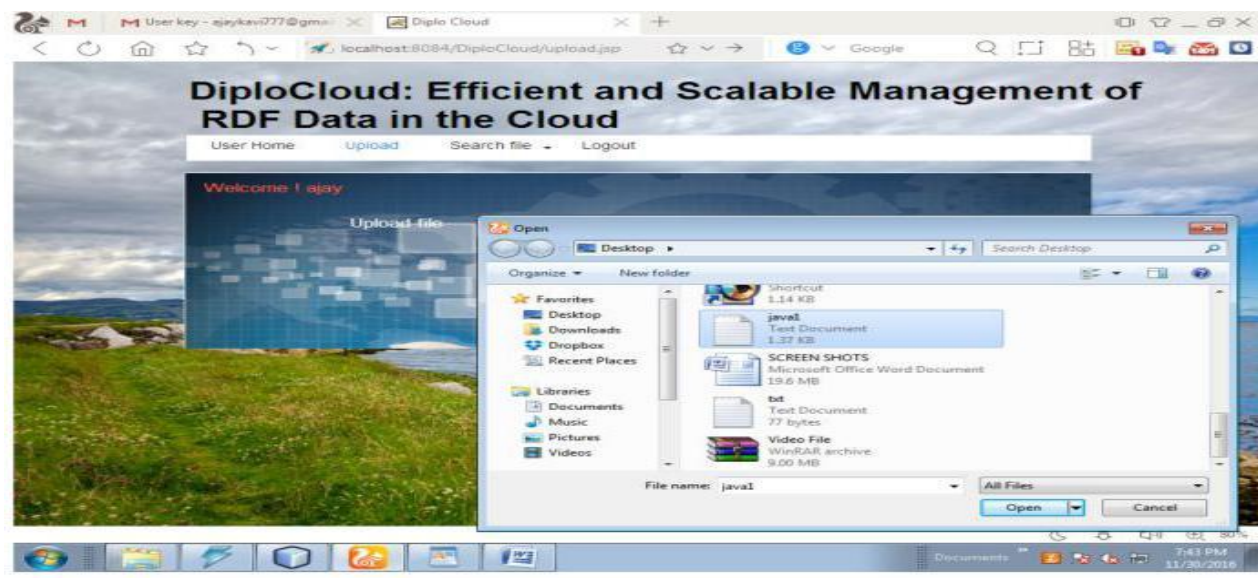 User key - ajaykavi777@gma
Diplo Cloud
localhost:8084/DiploCloud/upload.jsp
Google
DiploCloud: Efficient and Scalable Management of
RDF Data in the Cloud
User Home Upload Search file Logout
Welcome ! ajay
Upload file
Open
Desktop
Search Desktop
Organize New folder
Favorites
Desktop
Downloads
Dropbox
Recent Places
Libraries
Documents
Music
Pictures
Videos
Shortcut
1.14 KB
java1
Text Document
1.37 KB
SCREEN SHOTS
Microsoft Office Word Document
19.6 MB
txt
Text Document
77 bytes
Video File
WinRAR archive
9.00 MB
File name: java1
All Files
Open Cancel
80%
Documents
7:43 PM
11/30/2016